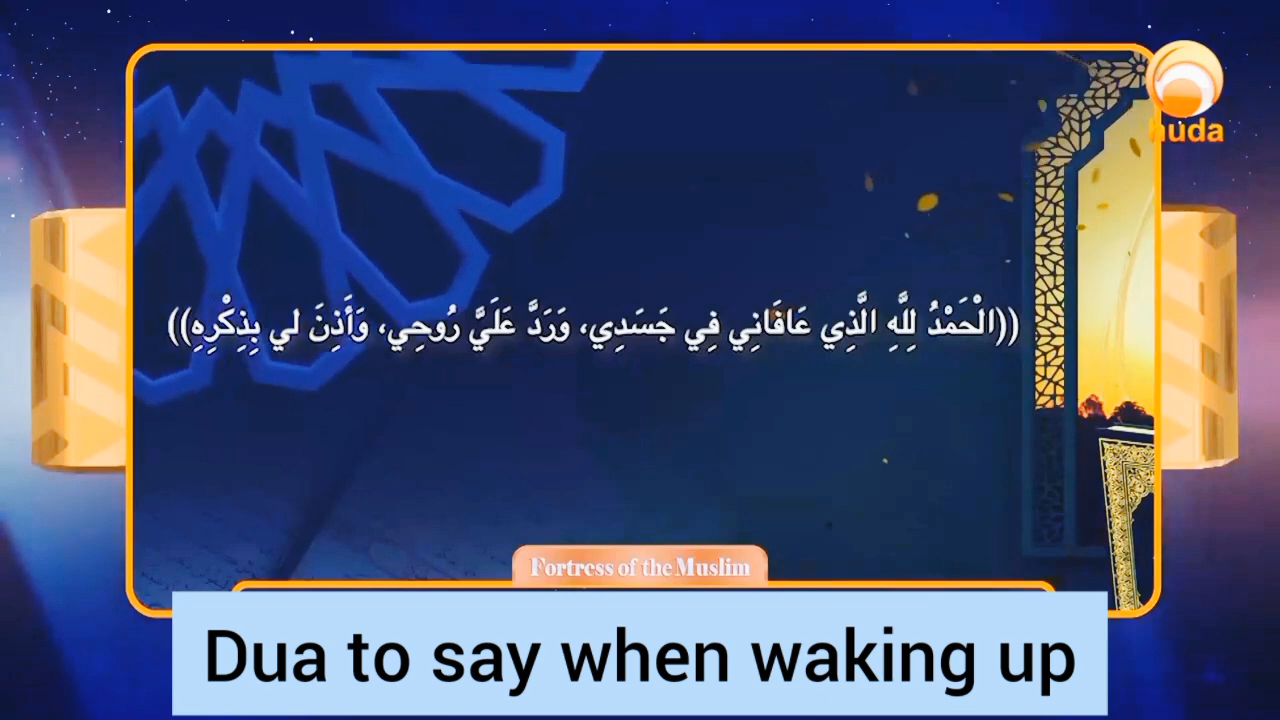 huda
((الْحَمْدُ لِلَّهِ الَّذِي عَافَانِي فِي جَسَدِي، وَرَدَّ عَلَيَّ رُوحِي، وَأَذِنَ لي بِذِكْرِهِ))
Fortress of the Muslim
Dua to say when waking up